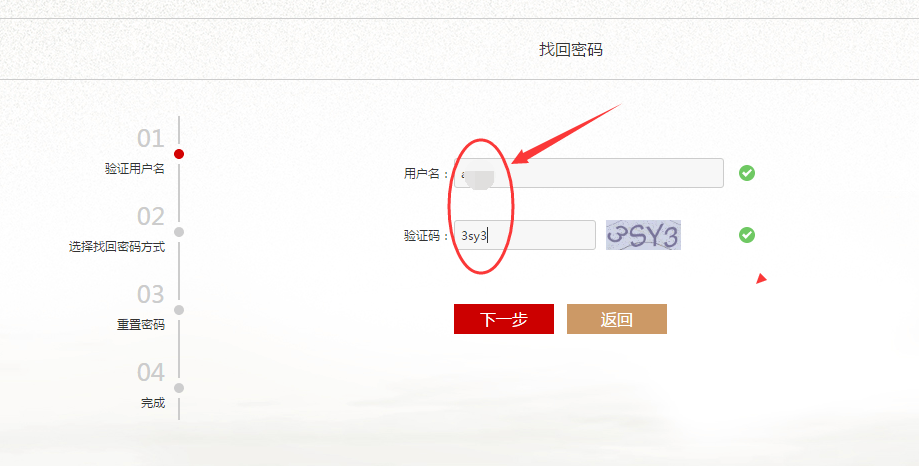 找回密码
01
验证用户名
02
选择找回密码方式
03
重置密码
04
完成
用户名：a
验证码：3sy3 3SY3
下一步 返回